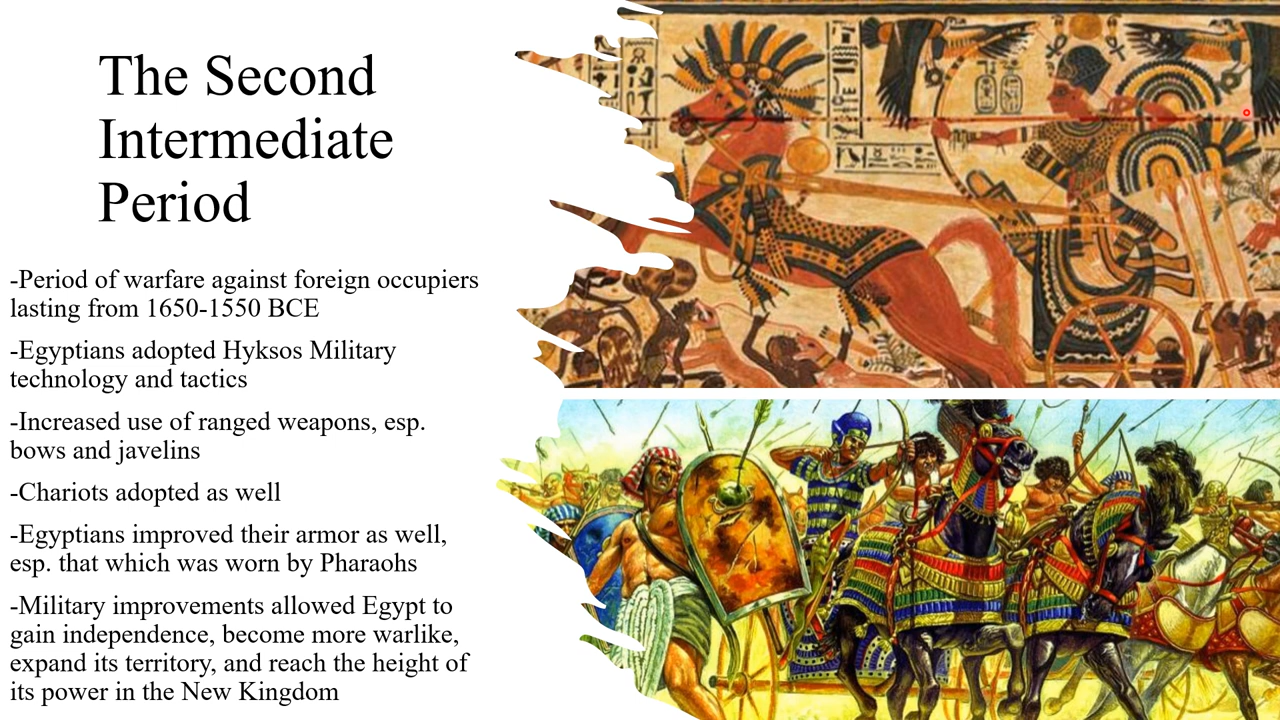 The Second
Intermediate
Period
-Period of warfare against foreign occupiers
lasting from 1650-1550 BCE
-Egyptians adopted Hyksos Military
technology and tactics
-Increased use of ranged weapons, esp.
bows and javelins
-Chariots adopted as well
-Egyptians improved their armor as well,
esp. that which was worn by Pharaohs
-Military improvements allowed Egypt to
gain independence, become more warlike,
expand its territory, and reach the height of
its power in the New Kingdom